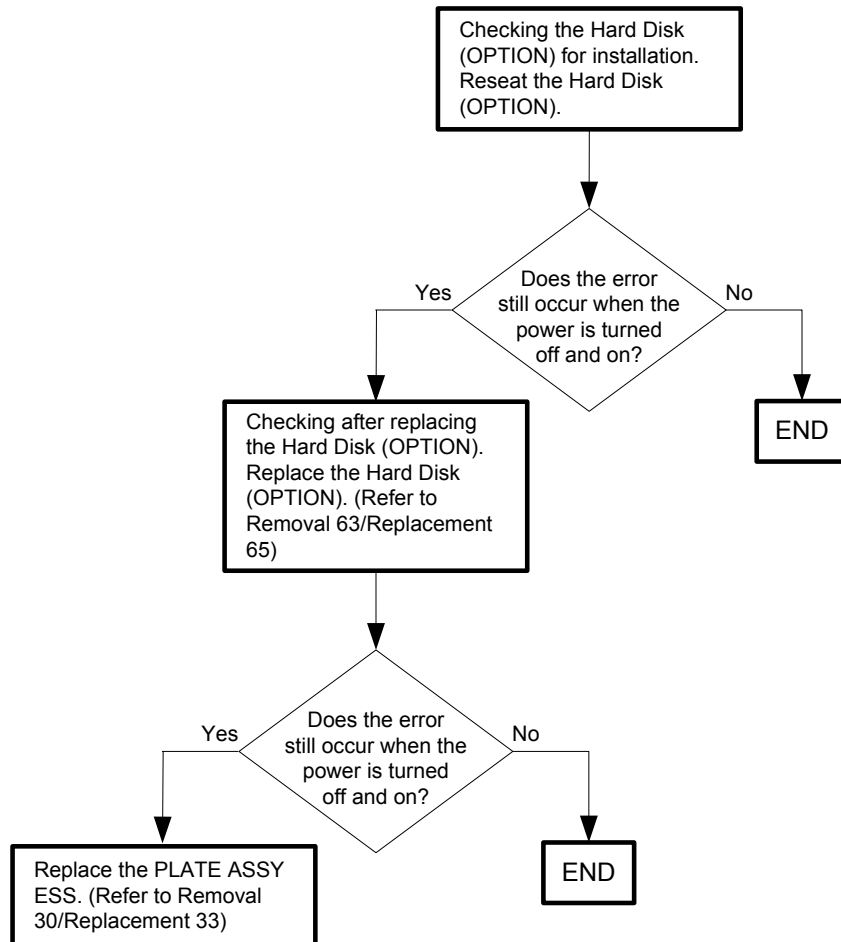 Checking the Hard Disk
(OPTION) for installation.
Reseat the Hard Disk
(OPTION).
Does the error
still occur when the
power is turned
off and on?
Yes
No
END
Checking after replacing
the Hard Disk (OPTION).
Replace the Hard Disk
(OPTION). (Refer to
Removal 63/Replacement
65)
Does the error
still occur when the
power is turned
off and on?
Yes
No
END
Replace the PLATE ASSY
ESS. (Refer to Removal
30/Replacement 33)